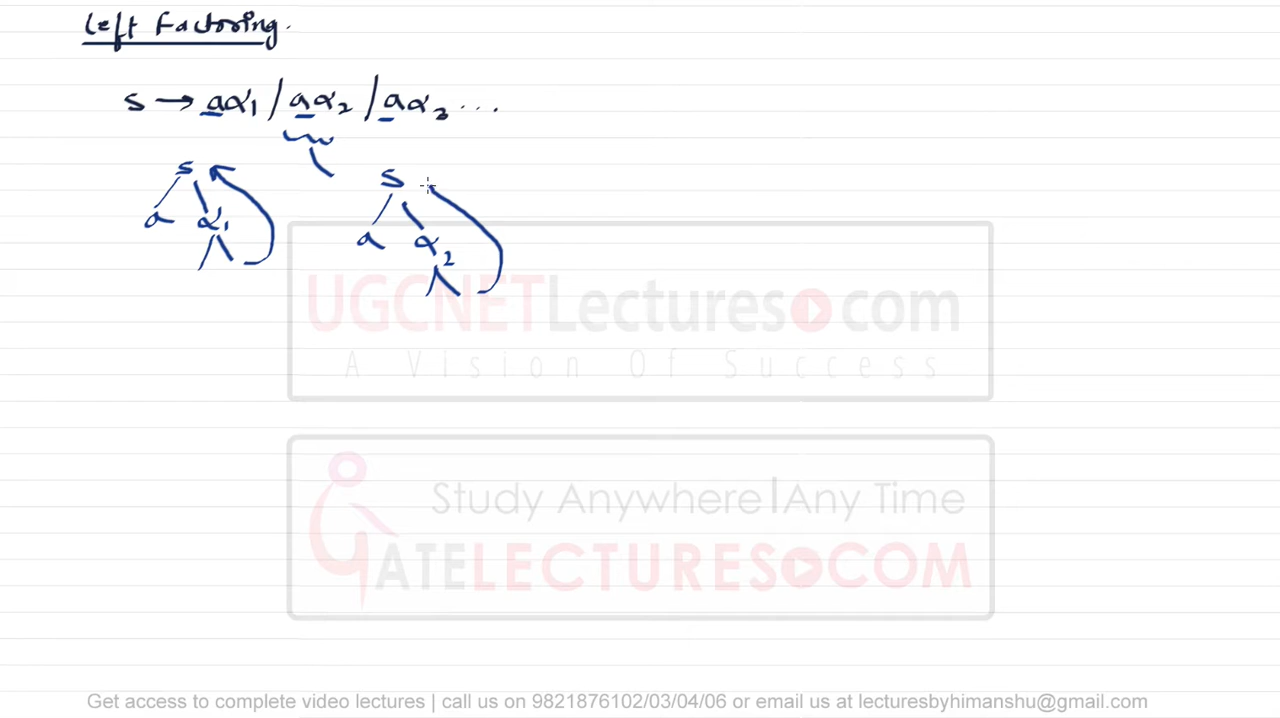 Left Factoring.
S → aα₁ / aα₂ / aα₃ ...
S S
a α₁ a α₂
UGCNETLectures.com
A Vision Of Success
Study Anywhere|Any Time
GATELECTURES.COM
Get access to complete video lectures | call us on 9821876102/03/04/06 or email us at lecturesbyhimanshu@gmail.com